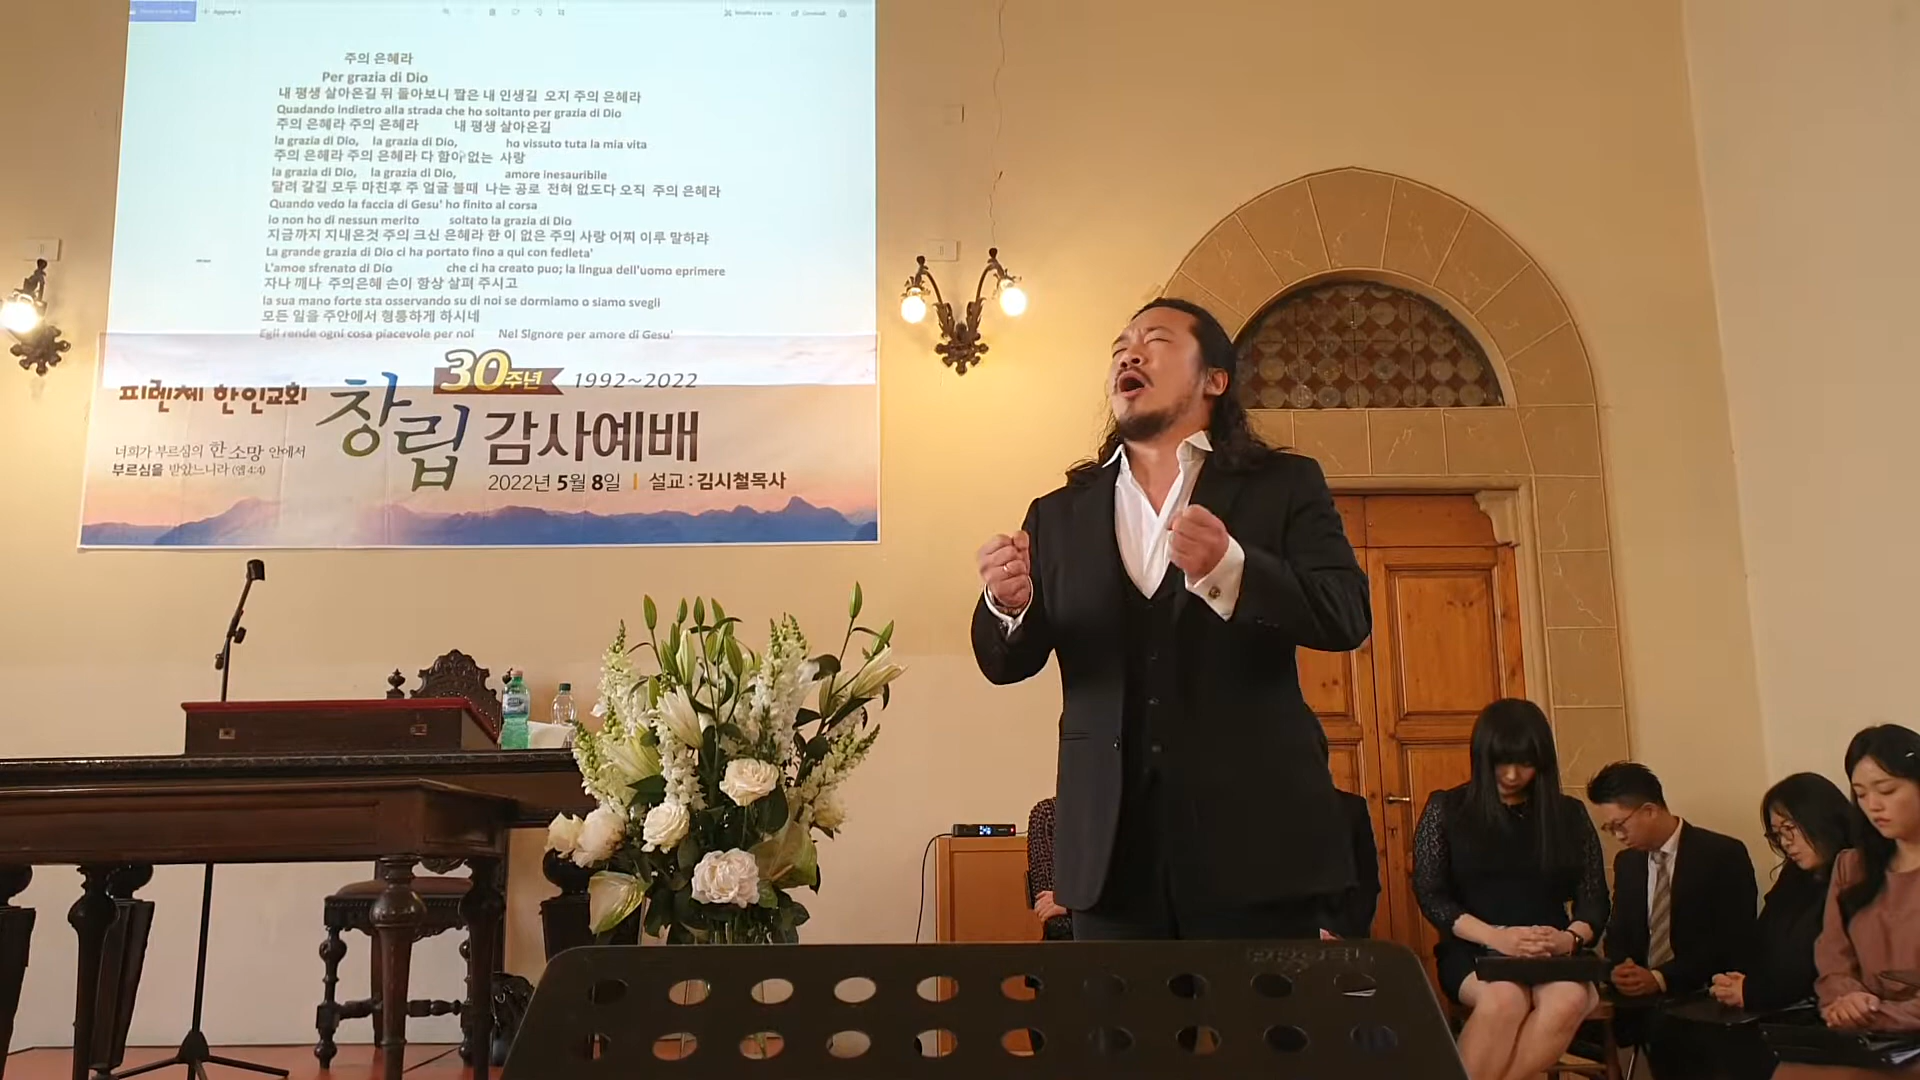 Aggiungi a
주의 은혜라
Per grazia di Dio
내 평생 살아온길 뒤 돌아보니 짧은 내 인생길 오지 주의 은혜라
Quadando indietro alla strada che ho soltanto per grazia di Dio
주의 은혜라 주의 은혜라 내 평생 살아온길
la grazia di Dio, la grazia di Dio, ho vissuto tuta la mia vita
주의 은혜라 주의 은혜라 다 함이 없는 사랑
la grazia di Dio, la grazia di Dio, amore inesauribile
달려 갈길 모두 마친후 주 얼굴 볼때 나는 공로 전혀 없도다 오직 주의 은혜라
Quando vedo la faccia di Gesu' ho finito al corsa
io non ho di nessun merito soltato la grazia di Dio
지금까지 지내온것 주의 크신 은혜라 한 이 없은 주의 사랑 어찌 이루 말하랴
La grande grazia di Dio ci ha portato fino a qui con fedleta'
L'amoe sfrenato di Dio che ci ha creato puo; la lingua dell'uomo eprimere
자나 깨나 주의은혜 손이 항상 살펴 주시고
la sua mano forte sta osservando su di noi se dormiamo o siamo svegli
모든 일을 주안에서 형통하게 하시네
Egli rende ogni cosa piacevole per noi Nel Signore per amore di Gesu'
30주년 1992~2022
피렌체 한인교회 창립 감사예배
너희가 부르심의 한 소망 안에서
부르심을 받았느니라 (엡 4:4)
2022년 5월 8일 | 설교 : 김시철목사